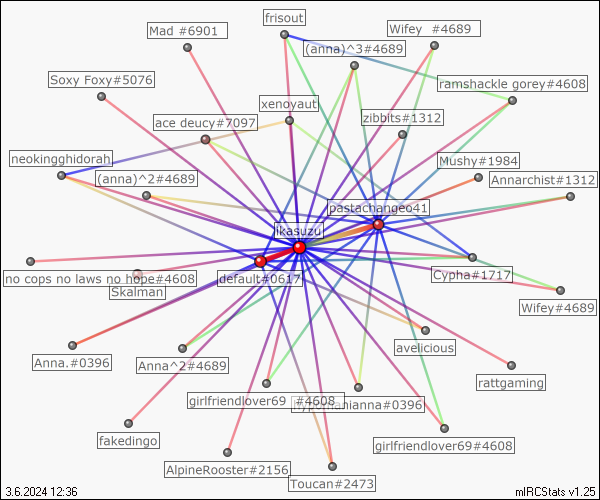 frisout
Mad #6901
Wifey  #4689
(anna)^3#4689
Soxy Foxy#5076
ramshackle gorey#4608
xenoyaut
ace deucy#7097
zibbits#1312
neokingghidorah
Mushy#1984
(anna)^2#4689
Annarchist#1312
pastachangeo41
ikasuzu
no cops no laws no hope#4608
default#0617
Cypha#1717
Skalman
Wifey#4689
Anna.#0396
Anna^2#4689
avelicious
rattgaming
girlfriendlover69  #4608
#0396
fakedingo
girlfriendlover69#4608
AlpineRooster#2156
Toucan#2473
3.6.2024 12:36
mIRCStats v1.25